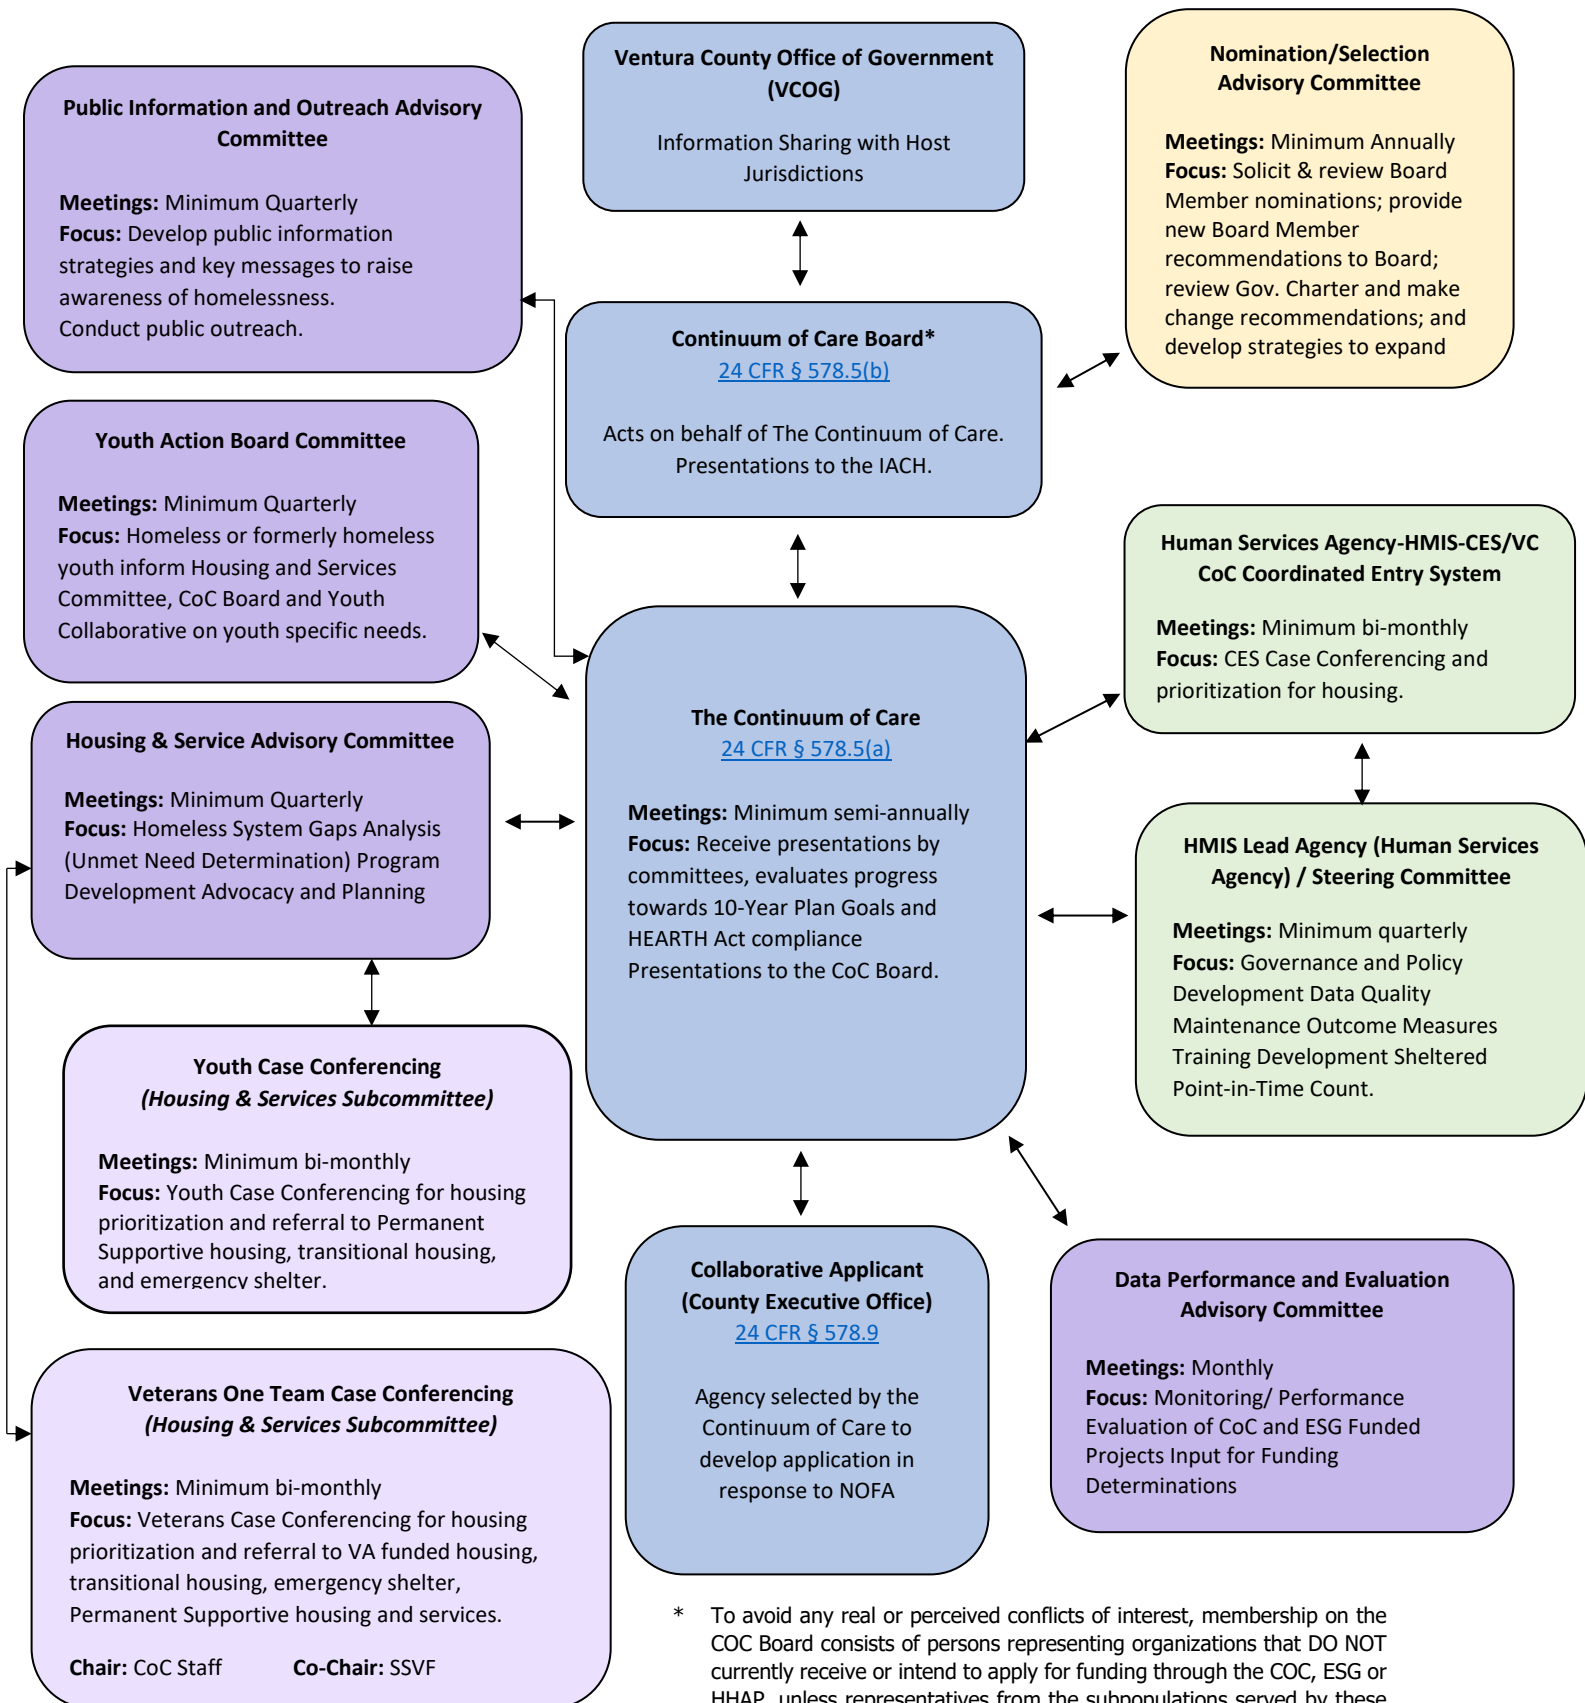 Ventura County Office of Government
(VCOG)
Information Sharing with Host
Jurisdictions
Nomination/Selection
Advisory Committee
Meetings: Minimum Annually
Focus: Solicit & review Board
Member nominations; provide
new Board Member
recommendations to Board;
review Gov. Charter and make
change recommendations; and
develop strategies to expand
Public Information and Outreach Advisory
Committee
Meetings: Minimum Quarterly
Focus: Develop public information
strategies and key messages to raise
awareness of homelessness.
Conduct public outreach.
Continuum of Care Board*
24 CFR § 578.5(b)
Acts on behalf of The Continuum of Care.
Presentations to the IACH.
Youth Action Board Committee
Meetings: Minimum Quarterly
Focus: Homeless or formerly homeless
youth inform Housing and Services
Committee, CoC Board and Youth
Collaborative on youth specific needs.
Human Services Agency-HMIS-CES/VC
CoC Coordinated Entry System
Meetings: Minimum bi-monthly
Focus: CES Case Conferencing and
prioritization for housing.
The Continuum of Care
24 CFR § 578.5(a)
Meetings: Minimum semi-annually
Focus: Receive presentations by
committees, evaluates progress
towards 10-Year Plan Goals and
HEARTH Act compliance
Presentations to the CoC Board.
Housing & Service Advisory Committee
Meetings: Minimum Quarterly
Focus: Homeless System Gaps Analysis
(Unmet Need Determination) Program
Development Advocacy and Planning
HMIS Lead Agency (Human Services
Agency) / Steering Committee
Meetings: Minimum quarterly
Focus: Governance and Policy
Development Data Quality
Maintenance Outcome Measures
Training Development Sheltered
Point-in-Time Count.
Youth Case Conferencing
(Housing & Services Subcommittee)
Meetings: Minimum bi-monthly
Focus: Youth Case Conferencing for housing
prioritization and referral to Permanent
Supportive housing, transitional housing,
and emergency shelter.
Collaborative Applicant
(County Executive Office)
24 CFR § 578.9
Agency selected by the
Continuum of Care to
develop application in
response to NOFA
Data Performance and Evaluation
Advisory Committee
Meetings: Monthly
Focus: Monitoring/ Performance
Evaluation of CoC and ESG Funded
Projects Input for Funding
Determinations
Veterans One Team Case Conferencing
(Housing & Services Subcommittee)
Meetings: Minimum bi-monthly
Focus: Veterans Case Conferencing for housing
prioritization and referral to VA funded housing,
transitional housing, emergency shelter,
Permanent Supportive housing and services.
Chair: CoC Staff Co-Chair: SSVF
* To avoid any real or perceived conflicts of interest, membership on the
COC Board consists of persons representing organizations that DO NOT
currently receive or intend to apply for funding through the COC, ESG or
HHAP, unless representatives from the subpopulations served by these